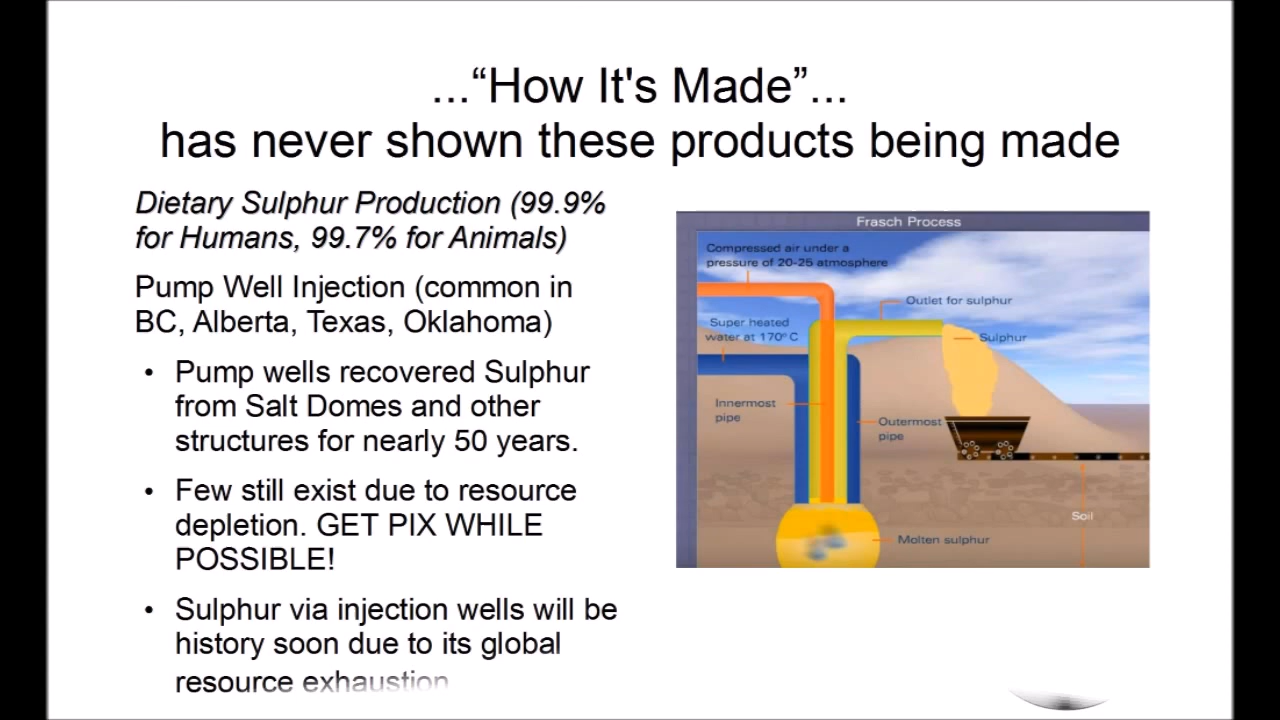 ...“How It's Made”...
has never shown these products being made
Dietary Sulphur Production (99.9%
for Humans, 99.7% for Animals)
Pump Well Injection (common in
BC, Alberta, Texas, Oklahoma)
• Pump wells recovered Sulphur
from Salt Domes and other
structures for nearly 50 years.
• Few still exist due to resource
depletion. GET PIX WHILE
POSSIBLE!
• Sulphur via injection wells will be
history soon due to its global
resource exhaustion
Frasch Process
Compressed air under a
pressure of 20-25 atmosphere
Outlet for sulphur
Super heated
water at 170° C
Sulphur
Innermost
pipe
Outermost
pipe
Soil
Molten sulphur